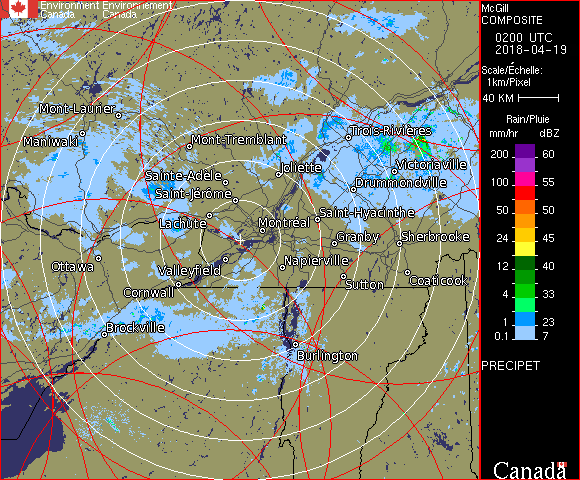 Environment Environnement
Canada Canada
Mont-Laurier
Maniwaki
Mont-Tremblant
Trois-Rivières
Joliette
Victoriaville
Sainte-Adèle
Drummondville
Saint-Jérôme
Lachute
Saint-Hyacinthe
Montréal
Granby
Sherbrooke
Ottawa
Valleyfield
Napierville
Cornwall
Sutton
Coaticook
Brockville
Burlington
McGill
COMPOSITE
0200 UTC
2018-04-19
Scale/Échelle:
1km/Pixel
40 KM
Rain/Pluie
mm/hr dBZ
200 60
100 55
50 50
24 45
12 40
4 33
1 23
0.1 7
PRECIPET
Canada